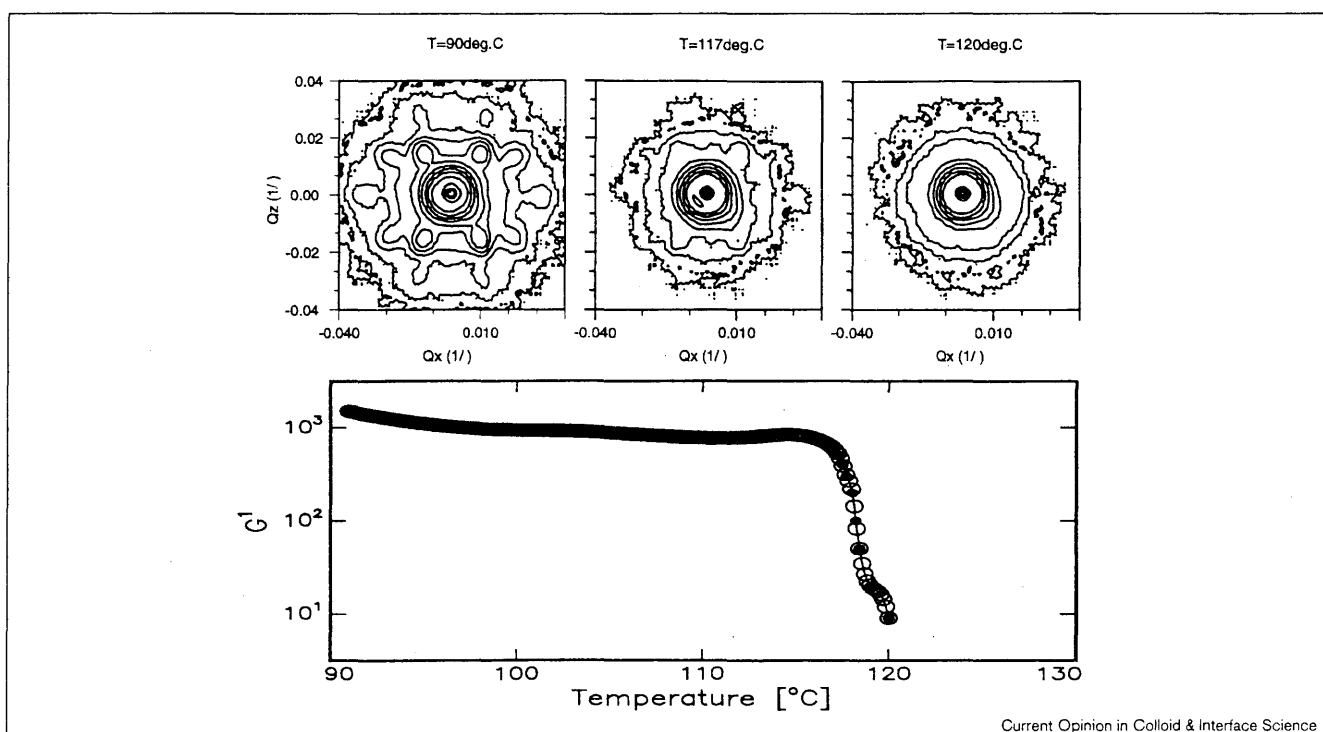 T=90deg.C T=117deg.C T=120deg.C
0.04
0.02
0.00
-0.02
-0.04
Qz (1/ )
-0.040 0.010 -0.040 0.010 -0.040 0.010
Qx (1/ ) Qx (1/ ) Qx (1/ )
10³
10²
10¹
G¹
90 100 110 120 130
Temperature [°C]
Current Opinion in Colloid & Interface Science